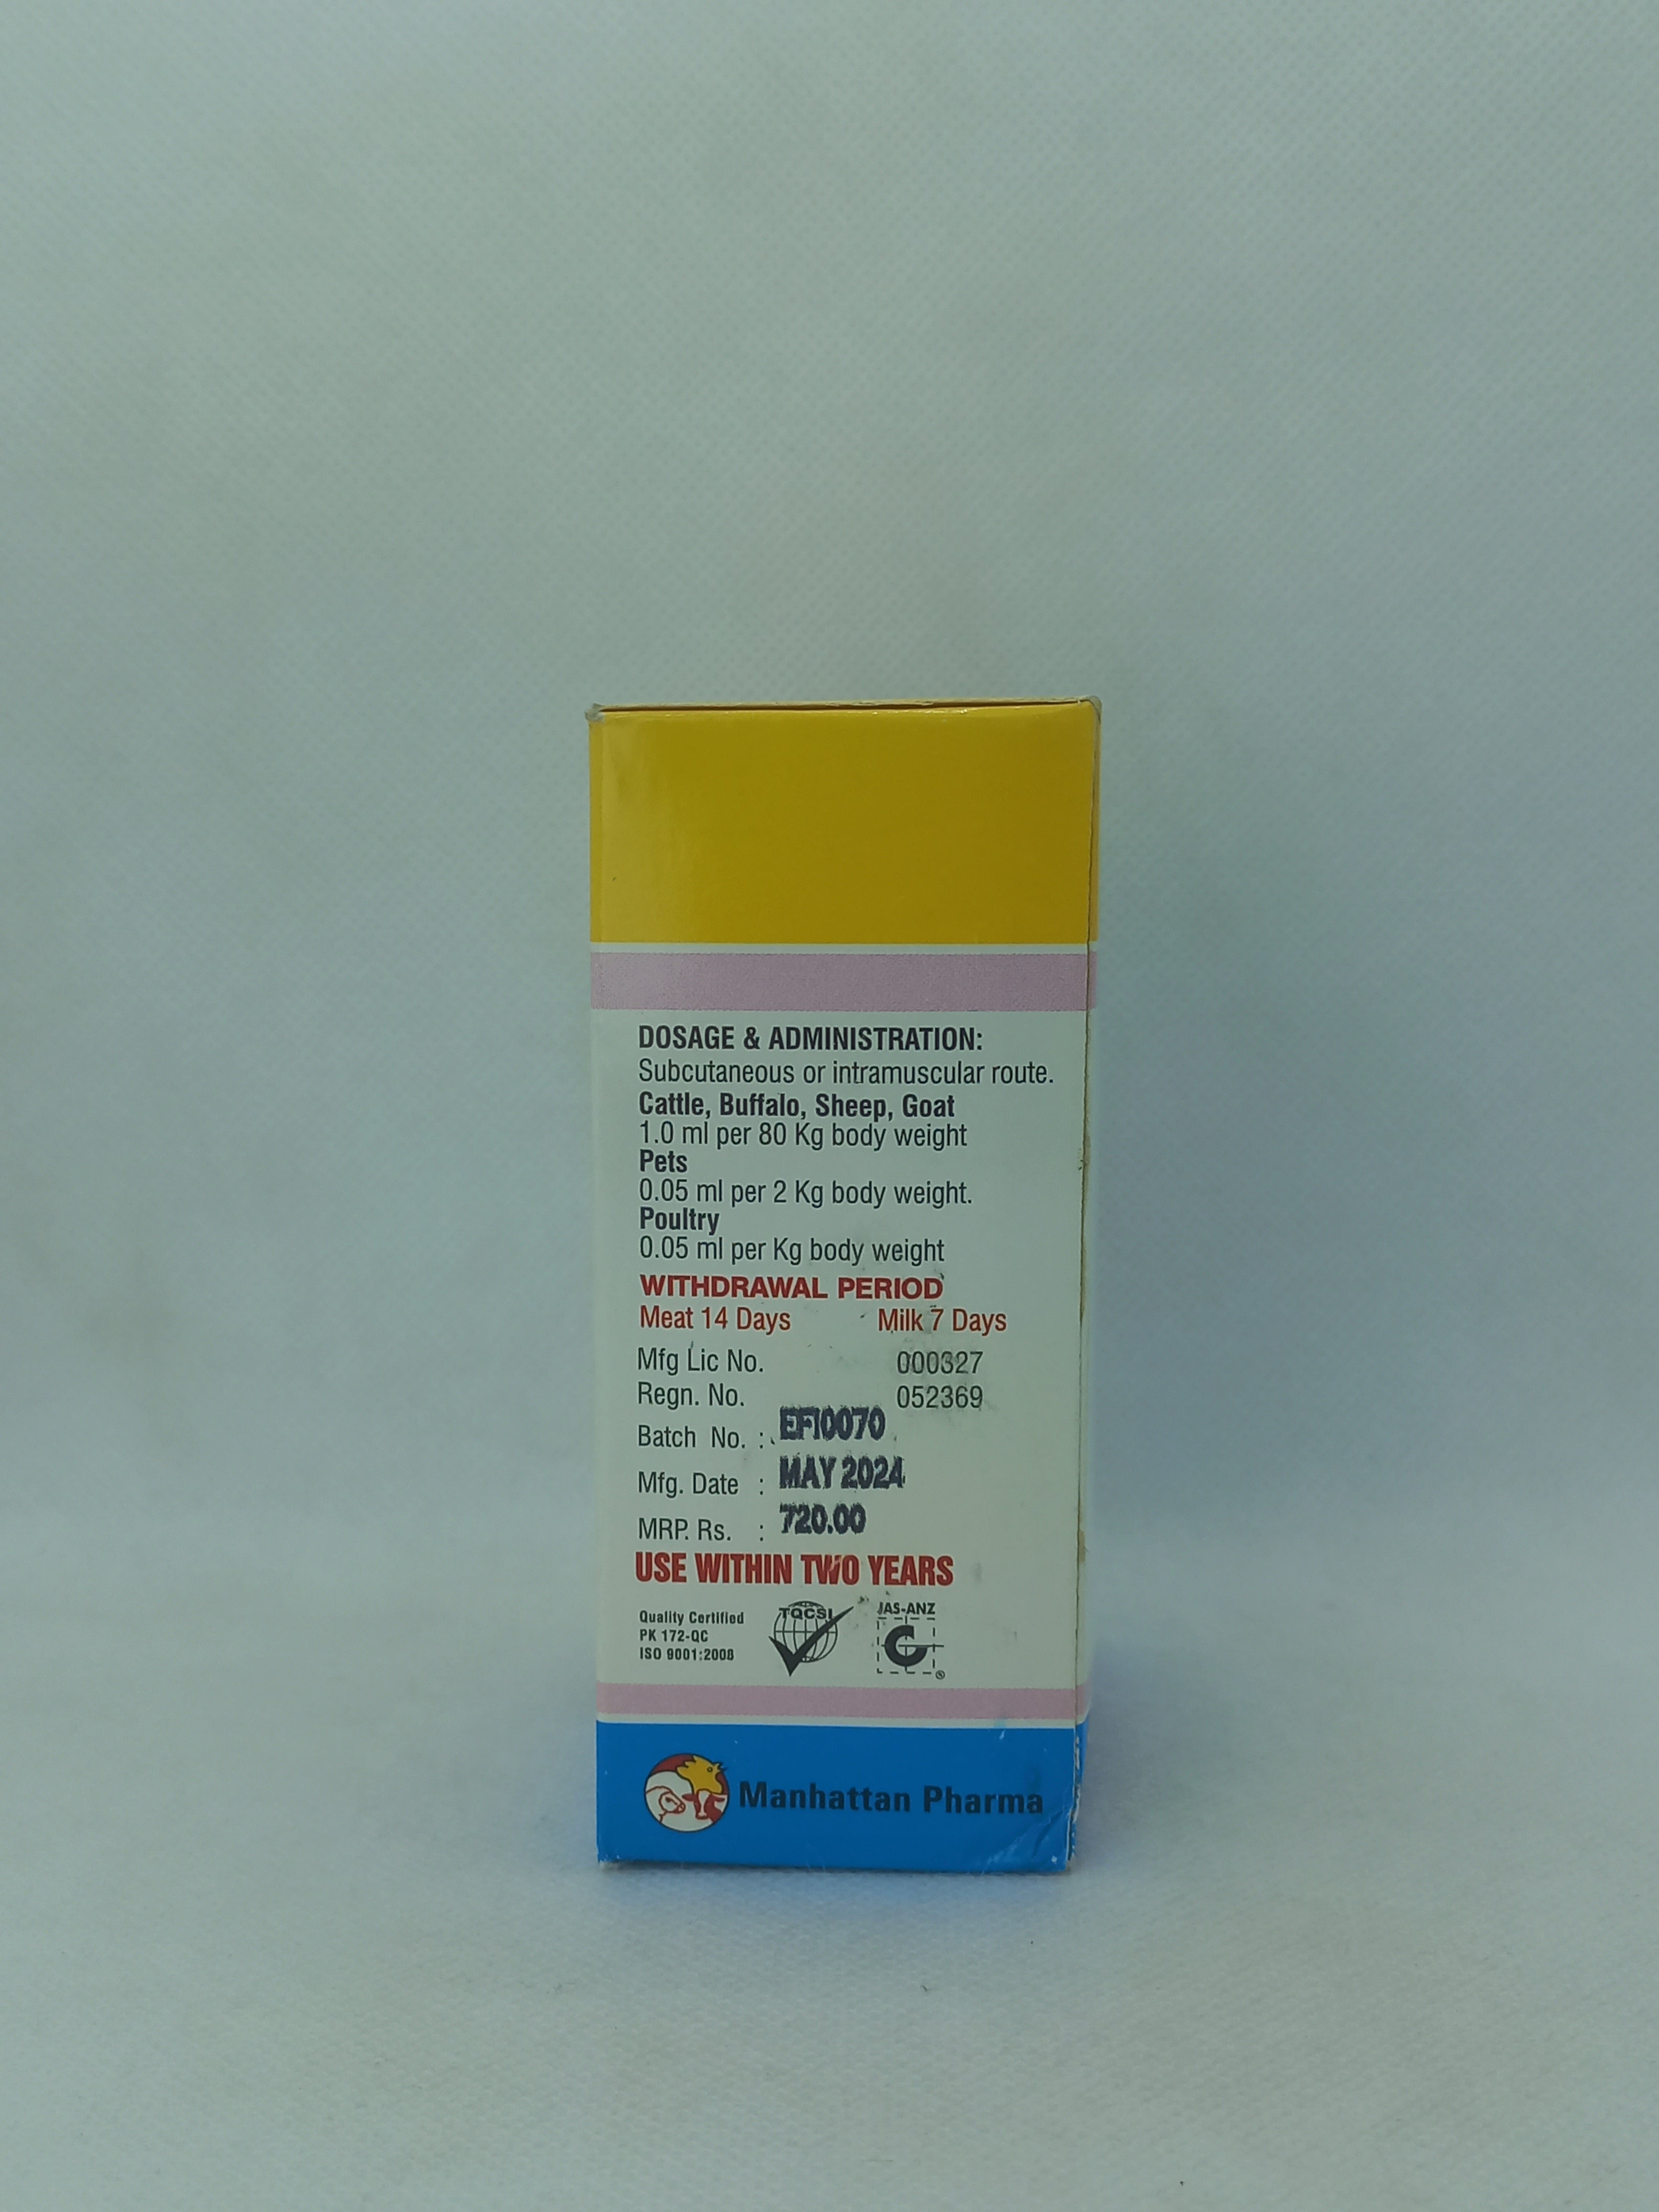 DOSAGE & ADMINISTRATION:
Subcutaneous or intramuscular route.
Cattle, Buffalo, Sheep, Goat
1.0 ml per 80 Kg body weight
Pets
0.05 ml per 2 Kg body weight.
Poultry
0.05 ml per Kg body weight
WITHDRAWAL PERIOD
Meat 14 Days Milk 7 Days
Mfg Lic No. 000327
Regn. No. 052369
Batch No. : EFI0070
Mfg. Date : MAY 2024
MRP. Rs. : 720.00
USE WITHIN TWO YEARS
Quality Certified
PK 172-QC
ISO 9001:2008
TQCSI
JAS-ANZ
®
Manhattan Pharma